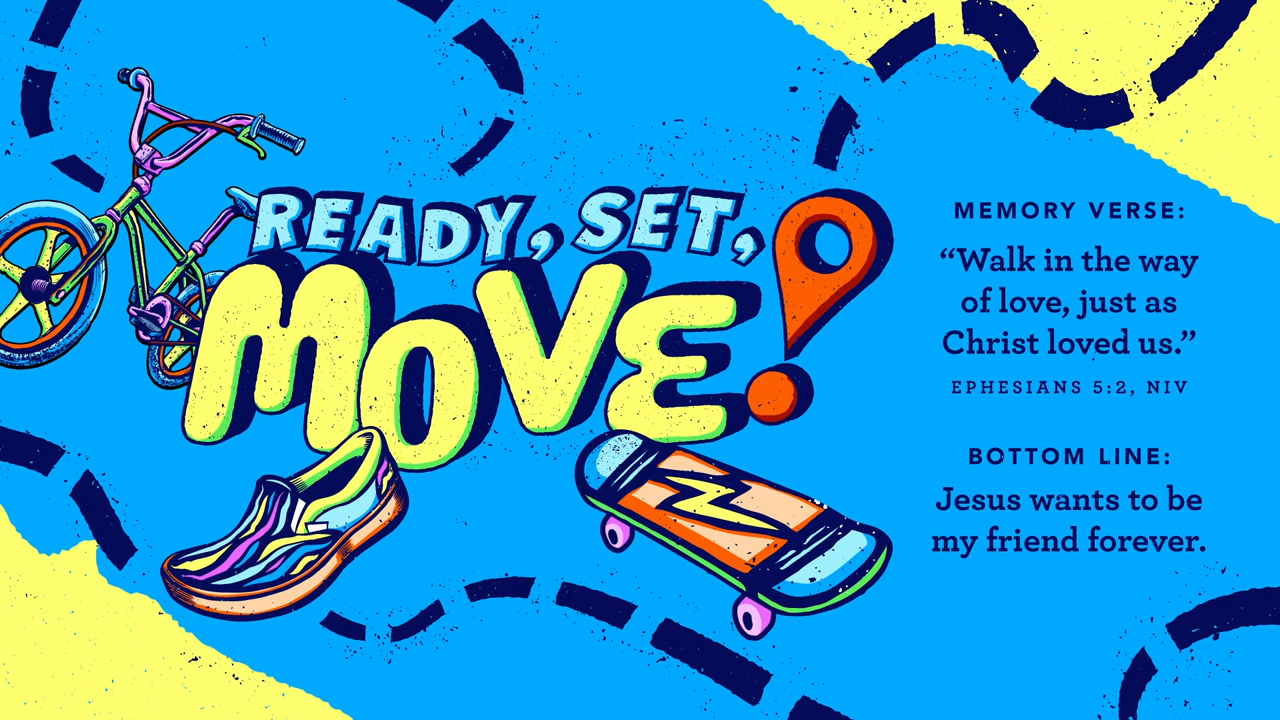 READY, SET,
MOVE!
MEMORY VERSE:
“Walk in the way
of love, just as
Christ loved us.”
EPHESIANS 5:2, NIV
BOTTOM LINE:
Jesus wants to be
my friend forever.